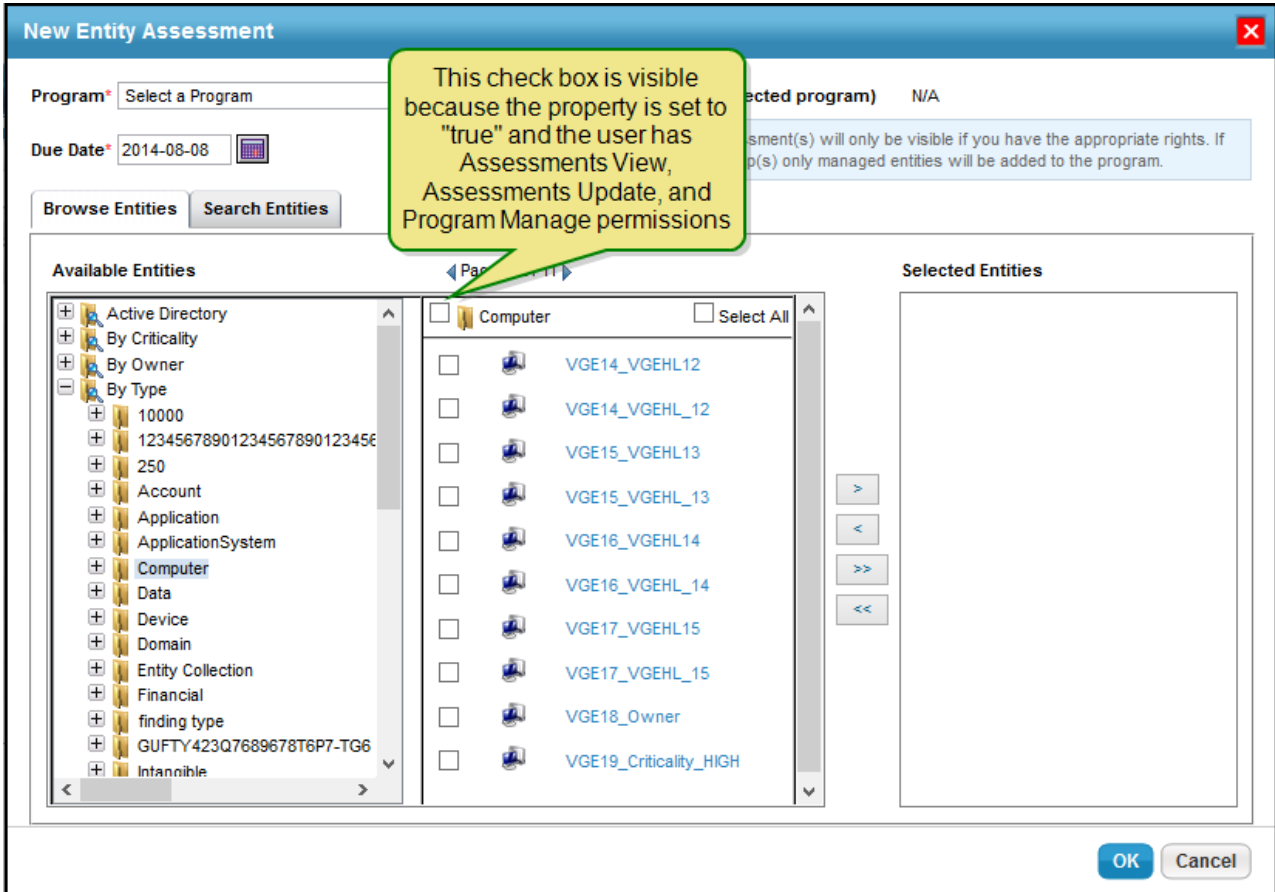 New Entity Assessment
This check box is visible
because the property is set to
"true" and the user has
Assessments View,
Assessments Update, and
Program Manage permissions
Program* Select a Program
ected program) N/A
Due Date* 2014-08-08
sment(s) will only be visible if you have the appropriate rights. If
p(s) only managed entities will be added to the program.
Browse Entities Search Entities
Available Entities
Selected Entities
Active Directory
By Criticality
By Owner
By Type
10000
12345678901234567890123456
250
Account
Application
ApplicationSystem
Computer
Data
Device
Domain
Entity Collection
Financial
finding type
GUFTY423Q7689678T6P7-TG6
Intangible
Computer Select All
VGE14_VGEHL12
VGE14_VGEHL_12
VGE15_VGEHL13
VGE15_VGEHL_13
VGE16_VGEHL14
VGE16_VGEHL_14
VGE17_VGEHL15
VGE17_VGEHL_15
VGE18_Owner
VGE19_Criticality_HIGH
>
<
>>
<<
OK Cancel